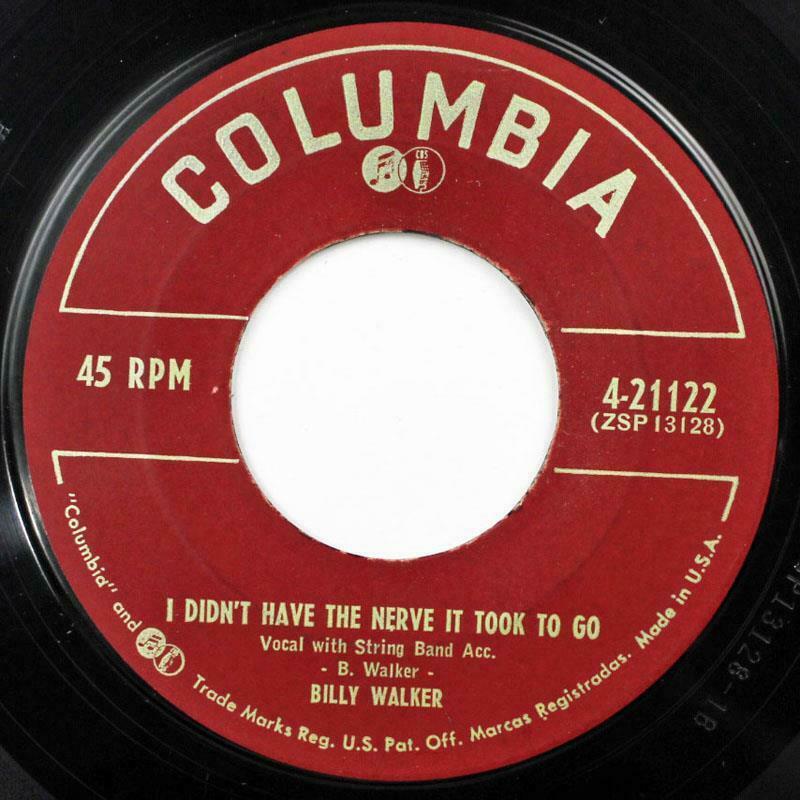 COLUMBIA
CBS
45 RPM
4-21122
(ZSP 13128)
I DIDN'T HAVE THE NERVE IT TOOK TO GO
Vocal with String Band Acc.
- B. Walker -
BILLY WALKER
"Columbia" and Trade Marks Reg. U.S. Pat. Off. Marcas Registradas. Made in U.S.A.
P13128-1B